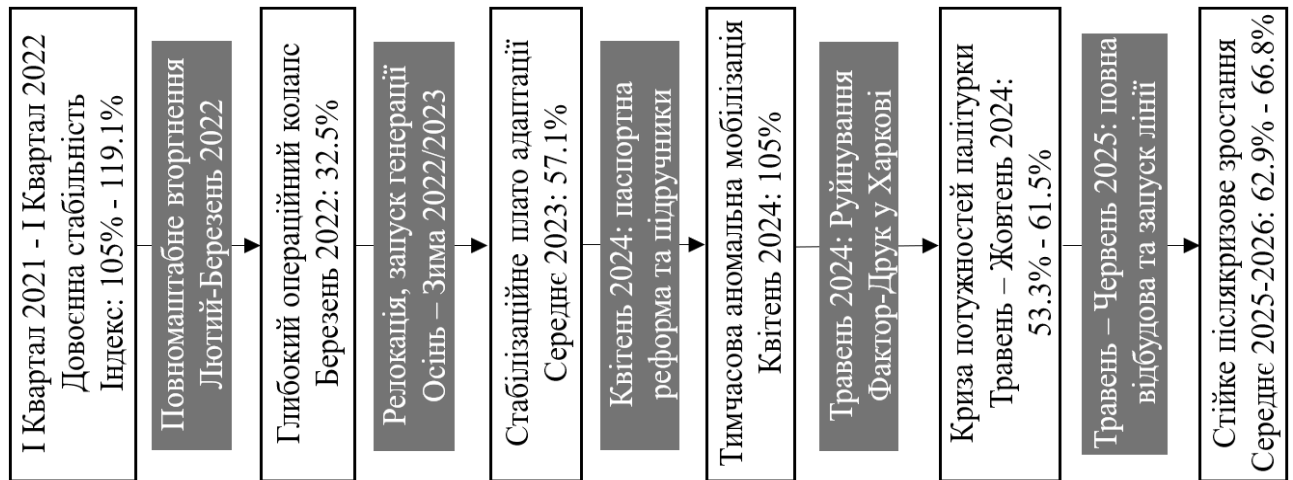 І Квартал 2021 - І Квартал 2022
Довоєнна стабільність
Індекс: 105% - 119.1%
Повномаштабне вторгнення
Лютий-Березень 2022
Глибокий операційний колапс
Березень 2022: 32.5%
Релокація, запуск генерації
Осінь – Зима 2022/2023
Стабілізаційне плато адаптації
Середнє 2023: 57.1%
Квітень 2024: паспортна
реформа та підручники
Тимчасова аномальна мобілізація
Квітень 2024: 105%
Травень 2024: Руйнування
Фактор-Друк у Харкові
Криза потужностей палітурки
Травень – Жовтень 2024:
53.3% - 61.5%
Травень – Червень 2025: повна
відбудова та запуск лінії
Стійке післякризове зростання
Середнє 2025-2026: 62.9% - 66.8%